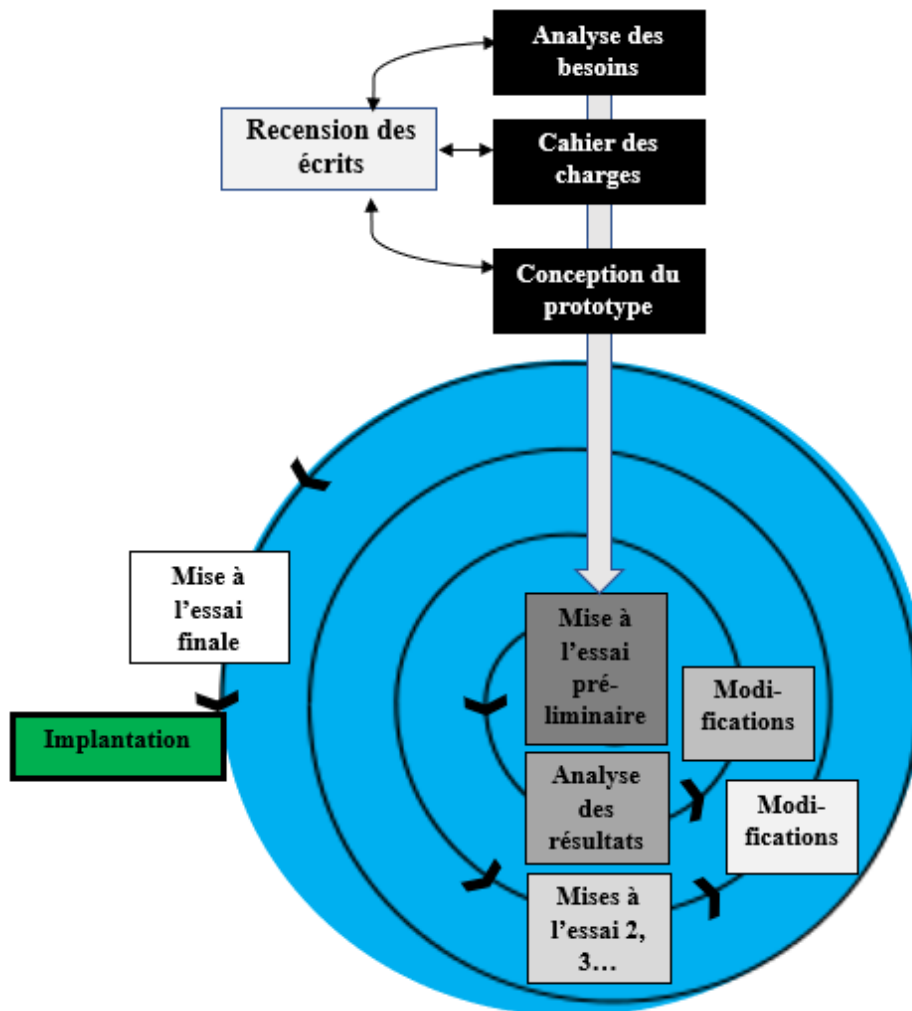 Analyse des
besoins
Recension des
écrits
Cahier des
charges
Conception du
prototype
Mise à
l'essai
finale
Implantation
Mise à
l'essai
pré-
liminaire
Modi-
fications
Analyse
des
résultats
Modi-
fications
Mises à
l'essai 2,
3…